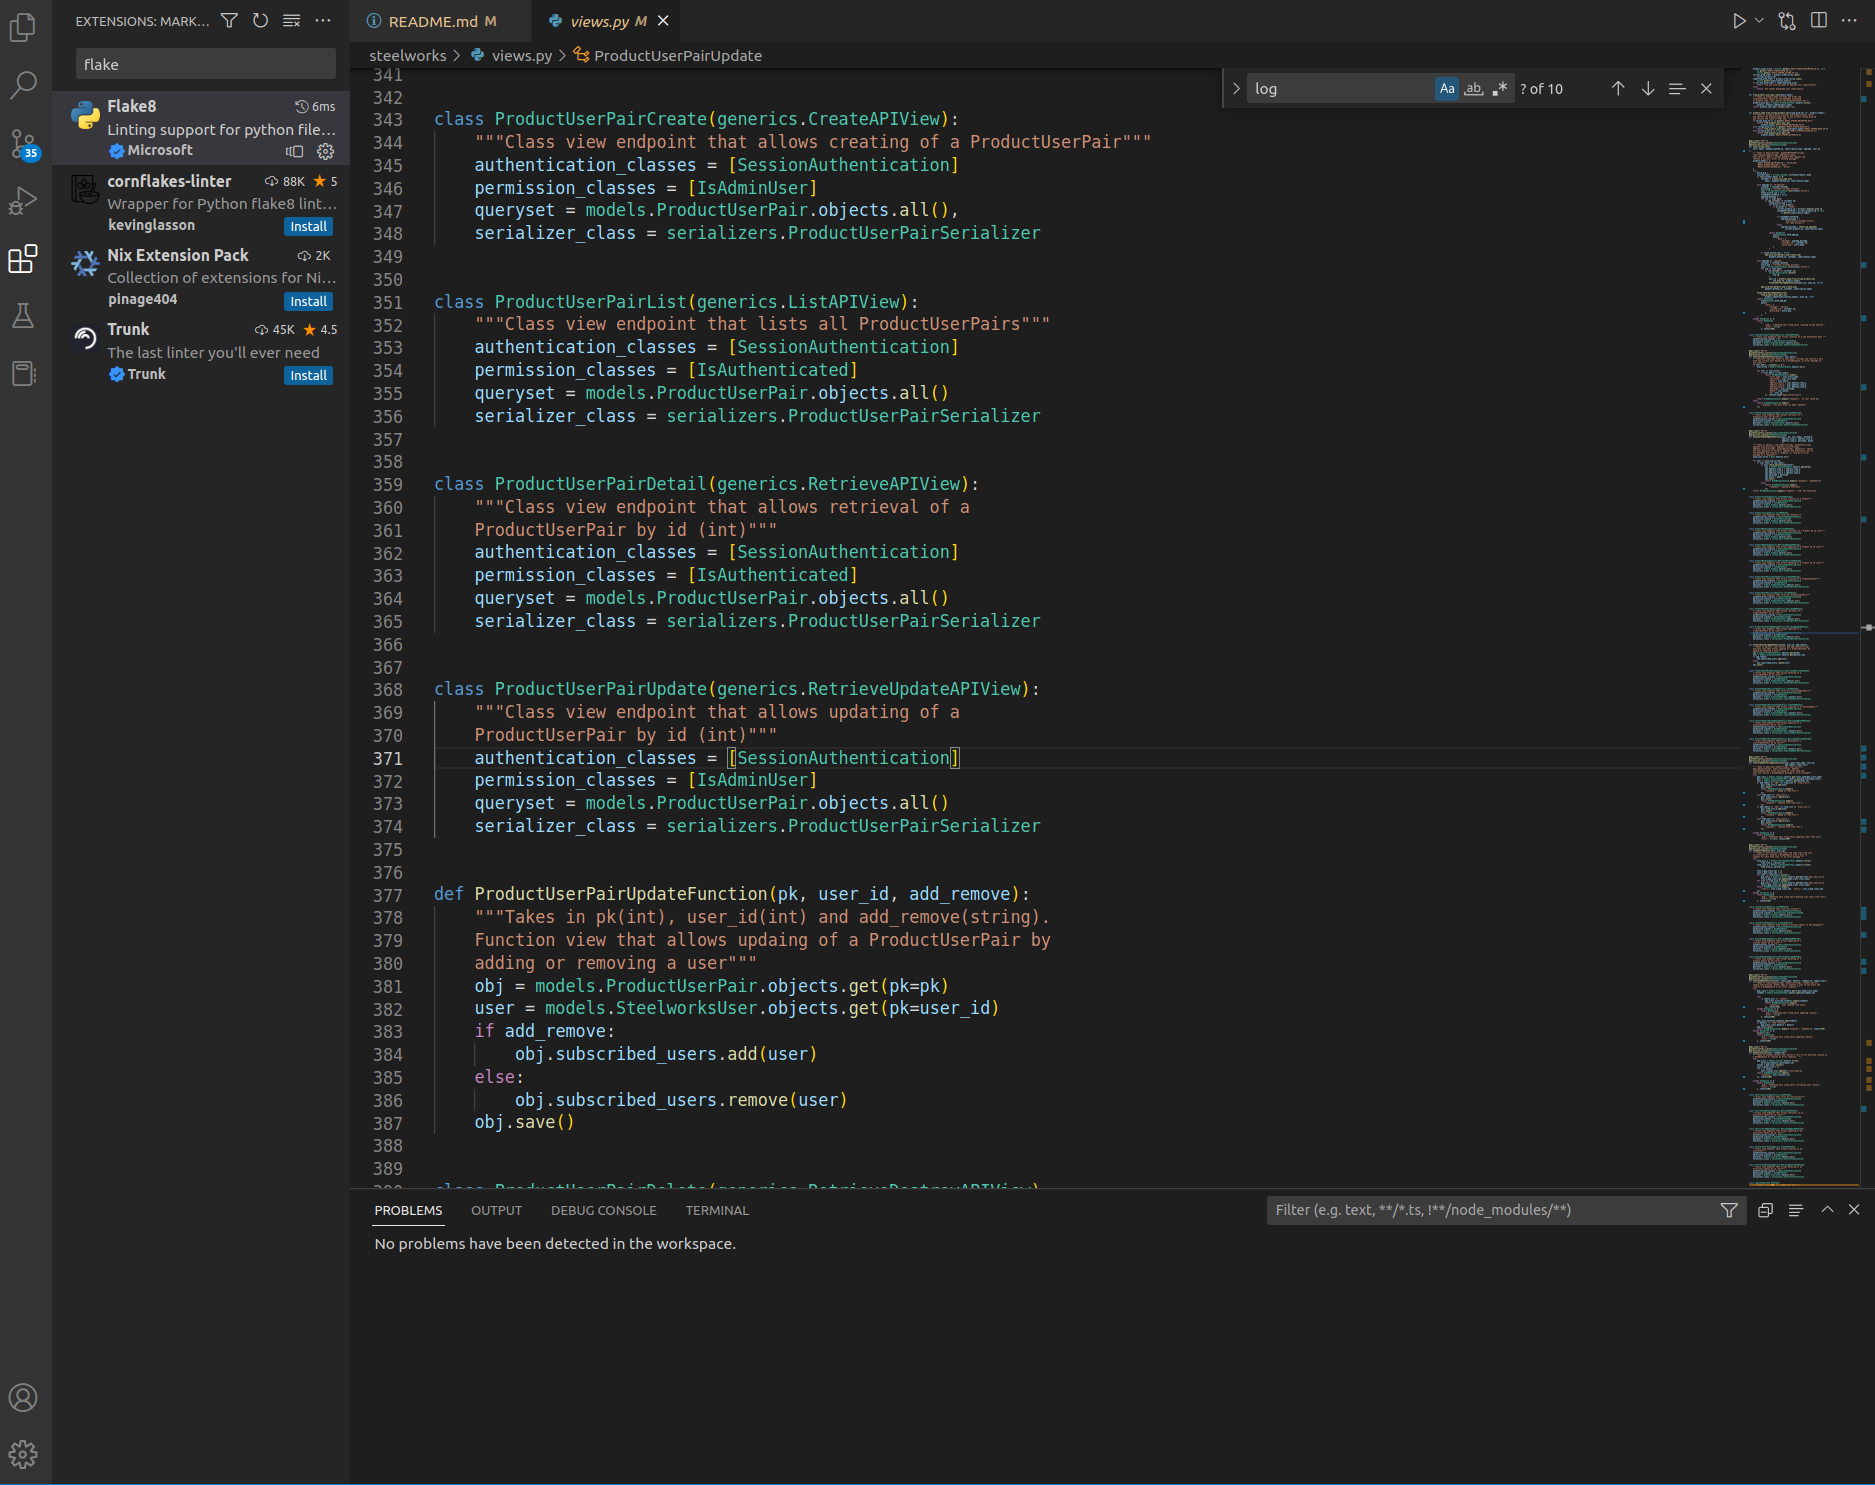 EXTENSIONS: MARK...
flake
Flake8
6ms
Linting support for python file...
Microsoft
cornflakes-linter
88K
5
Wrapper for Python flake8 lint...
kevinglasson
Install
Nix Extension Pack
2K
Collection of extensions for Ni...
pinage404
Install
Trunk
45K
4.5
The last linter you'll ever need
Trunk
Install
35
README.md M
views.py M
steelworks > views.py > ProductUserPairUpdate
log
Aa
ab
? of 10
341
342
343 class ProductUserPairCreate(generics.CreateAPIView):
344 """Class view endpoint that allows creating of a ProductUserPair"""
345 authentication_classes = [SessionAuthentication]
346 permission_classes = [IsAdminUser]
347 queryset = models.ProductUserPair.objects.all(),
348 serializer_class = serializers.ProductUserPairSerializer
349
350
351 class ProductUserPairList(generics.ListAPIView):
352 """Class view endpoint that lists all ProductUserPairs"""
353 authentication_classes = [SessionAuthentication]
354 permission_classes = [IsAuthenticated]
355 queryset = models.ProductUserPair.objects.all()
356 serializer_class = serializers.ProductUserPairSerializer
357
358
359 class ProductUserPairDetail(generics.RetrieveAPIView):
360 """Class view endpoint that allows retrieval of a
361 ProductUserPair by id (int)"""
362 authentication_classes = [SessionAuthentication]
363 permission_classes = [IsAuthenticated]
364 queryset = models.ProductUserPair.objects.all()
365 serializer_class = serializers.ProductUserPairSerializer
366
367
368 class ProductUserPairUpdate(generics.RetrieveUpdateAPIView):
369 """Class view endpoint that allows updating of a
370 ProductUserPair by id (int)"""
371 authentication_classes = [SessionAuthentication]
372 permission_classes = [IsAdminUser]
373 queryset = models.ProductUserPair.objects.all()
374 serializer_class = serializers.ProductUserPairSerializer
375
376
377 def ProductUserPairUpdateFunction(pk, user_id, add_remove):
378 """Takes in pk(int), user_id(int) and add_remove(string).
379 Function view that allows updaing of a ProductUserPair by
380 adding or removing a user"""
381 obj = models.ProductUserPair.objects.get(pk=pk)
382 user = models.SteelworksUser.objects.get(pk=user_id)
383 if add_remove:
384 obj.subscribed_users.add(user)
385 else:
386 obj.subscribed_users.remove(user)
387 obj.save()
388
389
PROBLEMS OUTPUT DEBUG CONSOLE TERMINAL
Filter (e.g. text, **/*.ts, !**/node_modules/**)
No problems have been detected in the workspace.